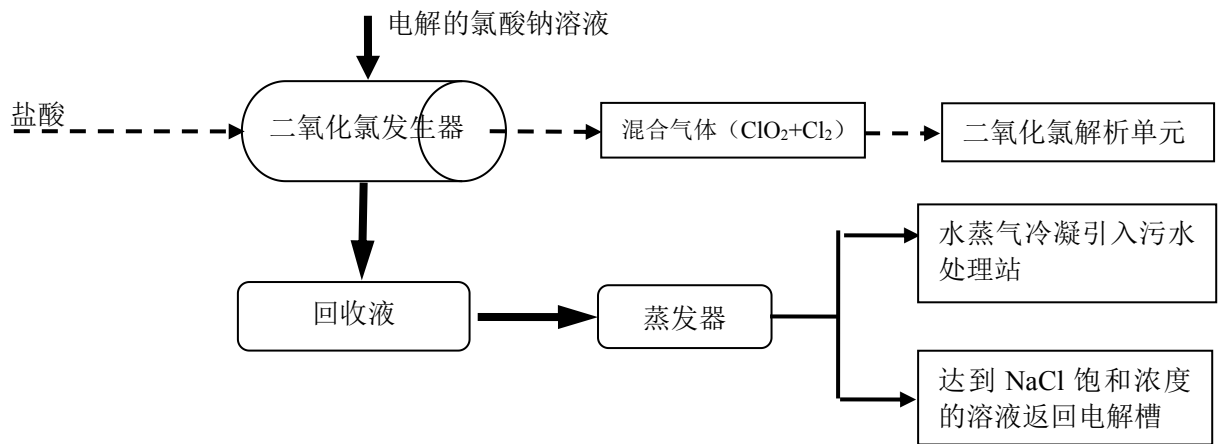 电解的氯酸钠溶液
盐酸
二氧化氯发生器
混合气体（ClO₂+Cl₂）
二氧化氯解析单元
水蒸气冷凝引入污水
处理站
回收液
蒸发器
达到 NaCl 饱和浓度
的溶液返回电解槽